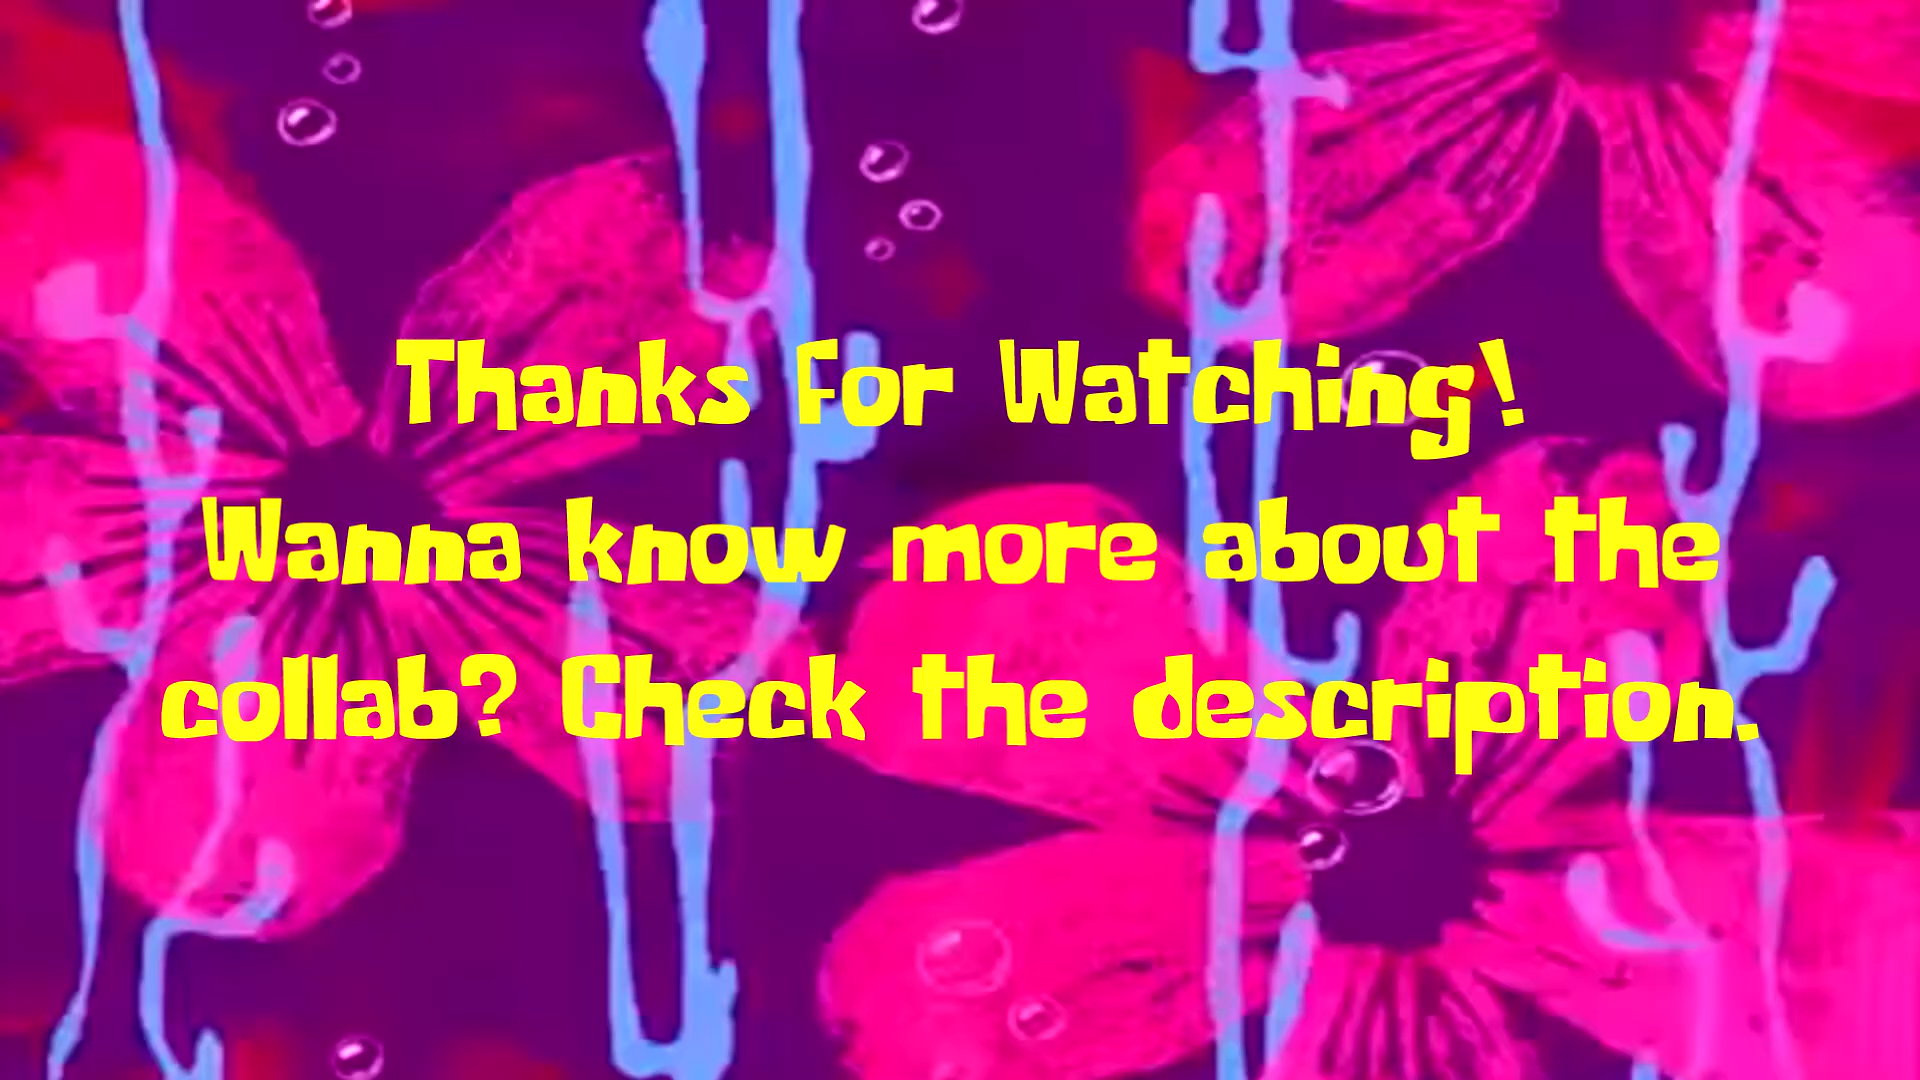 Thanks for Watching!
Wanna know more about the
collab? Check the description.